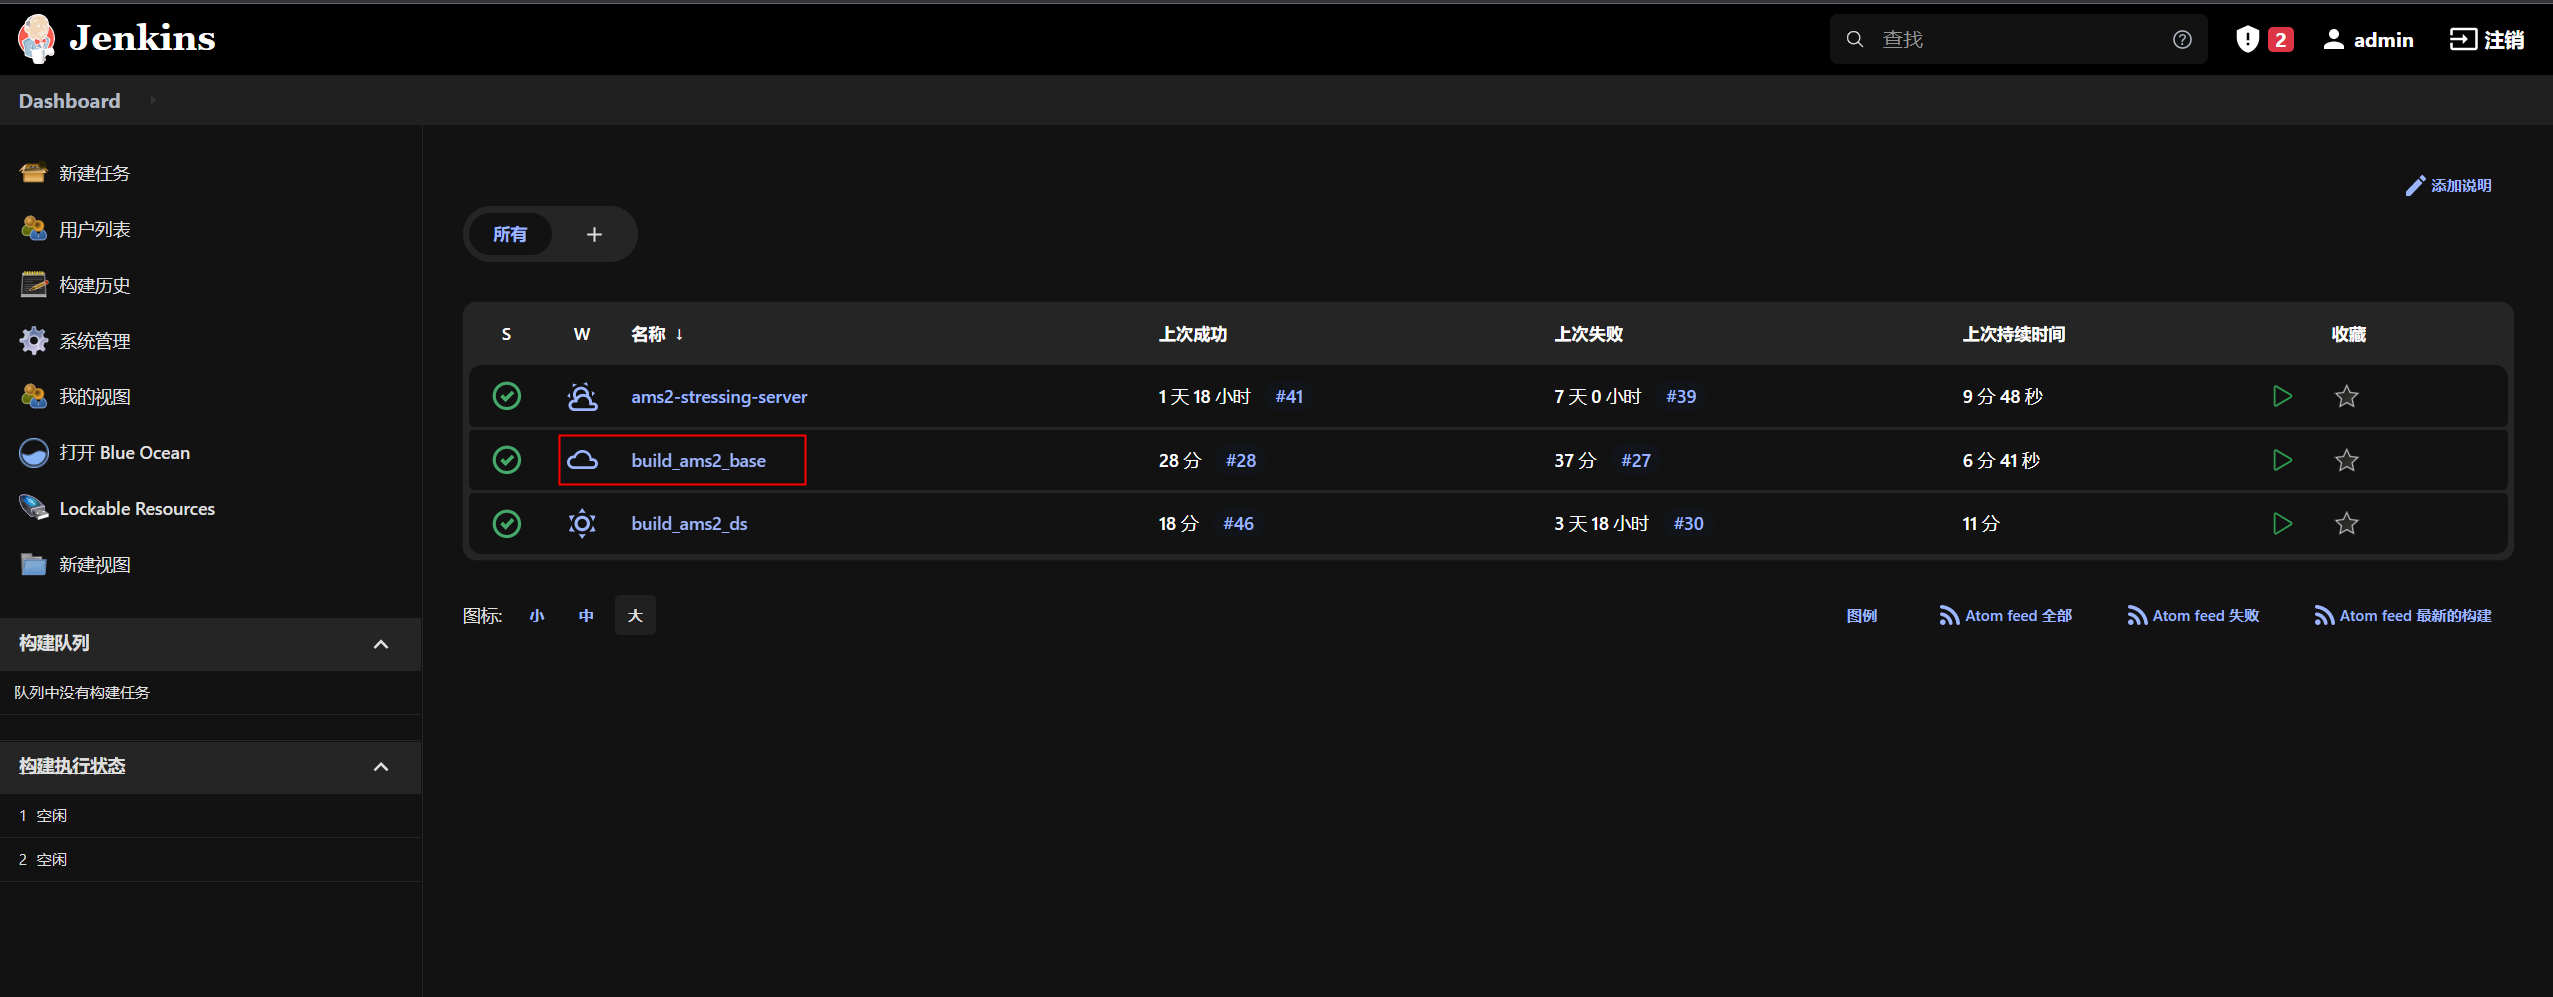 Jenkins
查找
2
admin
注销
Dashboard
新建任务
用户列表
构建历史
系统管理
我的视图
打开 Blue Ocean
Lockable Resources
新建视图
构建队列
队列中没有构建任务
构建执行状态
1 空闲
2 空闲
添加说明
所有 +
S W 名称 ↓ 上次成功 上次失败 上次持续时间 收藏
ams2-stressing-server 1 天 18 小时 #41 7 天 0 小时 #39 9 分 48 秒
build_ams2_base 28 分 #28 37 分 #27 6 分 41 秒
build_ams2_ds 18 分 #46 3 天 18 小时 #30 11 分
图标: 小 中 大
图例 Atom feed 全部 Atom feed 失败 Atom feed 最新的构建